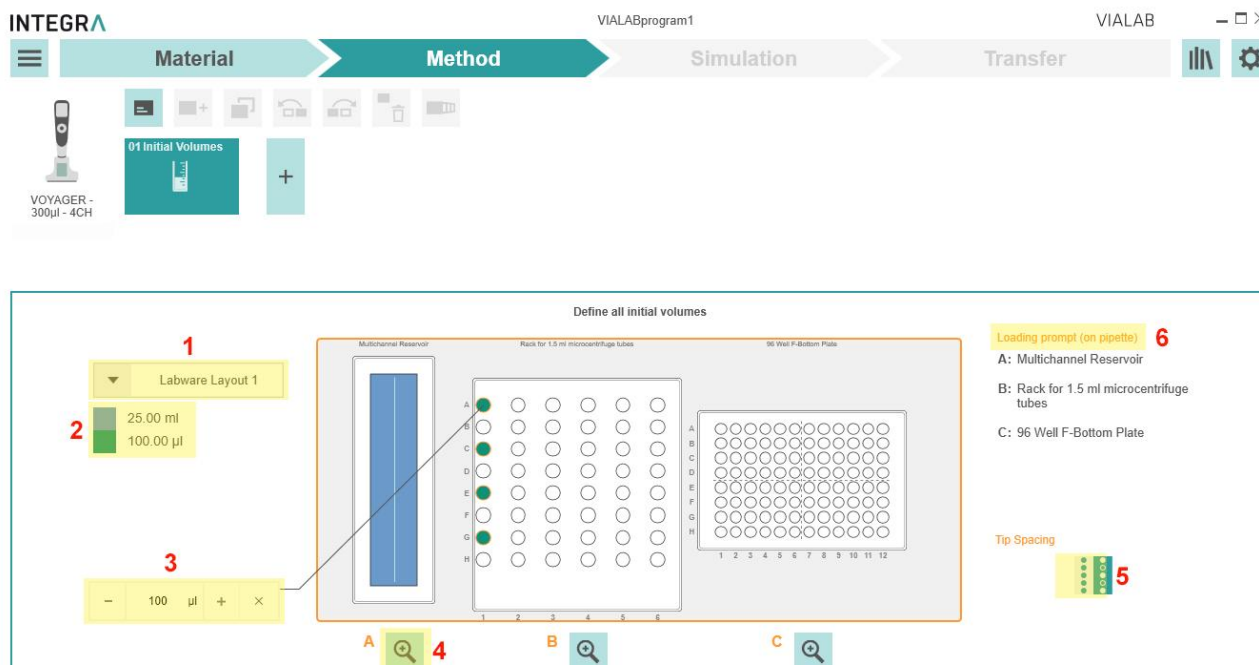 INTEGRA
VIALABprogram1
VIALAB
Material
Method
Simulation
Transfer
01 Initial Volumes
+
VOYAGER -
300µl - 4CH
Define all initial volumes
Multichannel Reservoir
Rack for 1.5 ml microcentrifuge tubes
96 Well F-Bottom Plate
1
Labware Layout 1
2
25.00 ml
100.00 µl
3
− 100 µl + ×
A
B
C
D
E
F
G
H
1 2 3 4 5 6
A
B
C
D
E
F
G
H
1 2 3 4 5 6 7 8 9 10 11 12
A
4
B
C
Loading prompt (on pipette)
6
A: Multichannel Reservoir
B: Rack for 1.5 ml microcentrifuge
tubes
C: 96 Well F-Bottom Plate
Tip Spacing
5